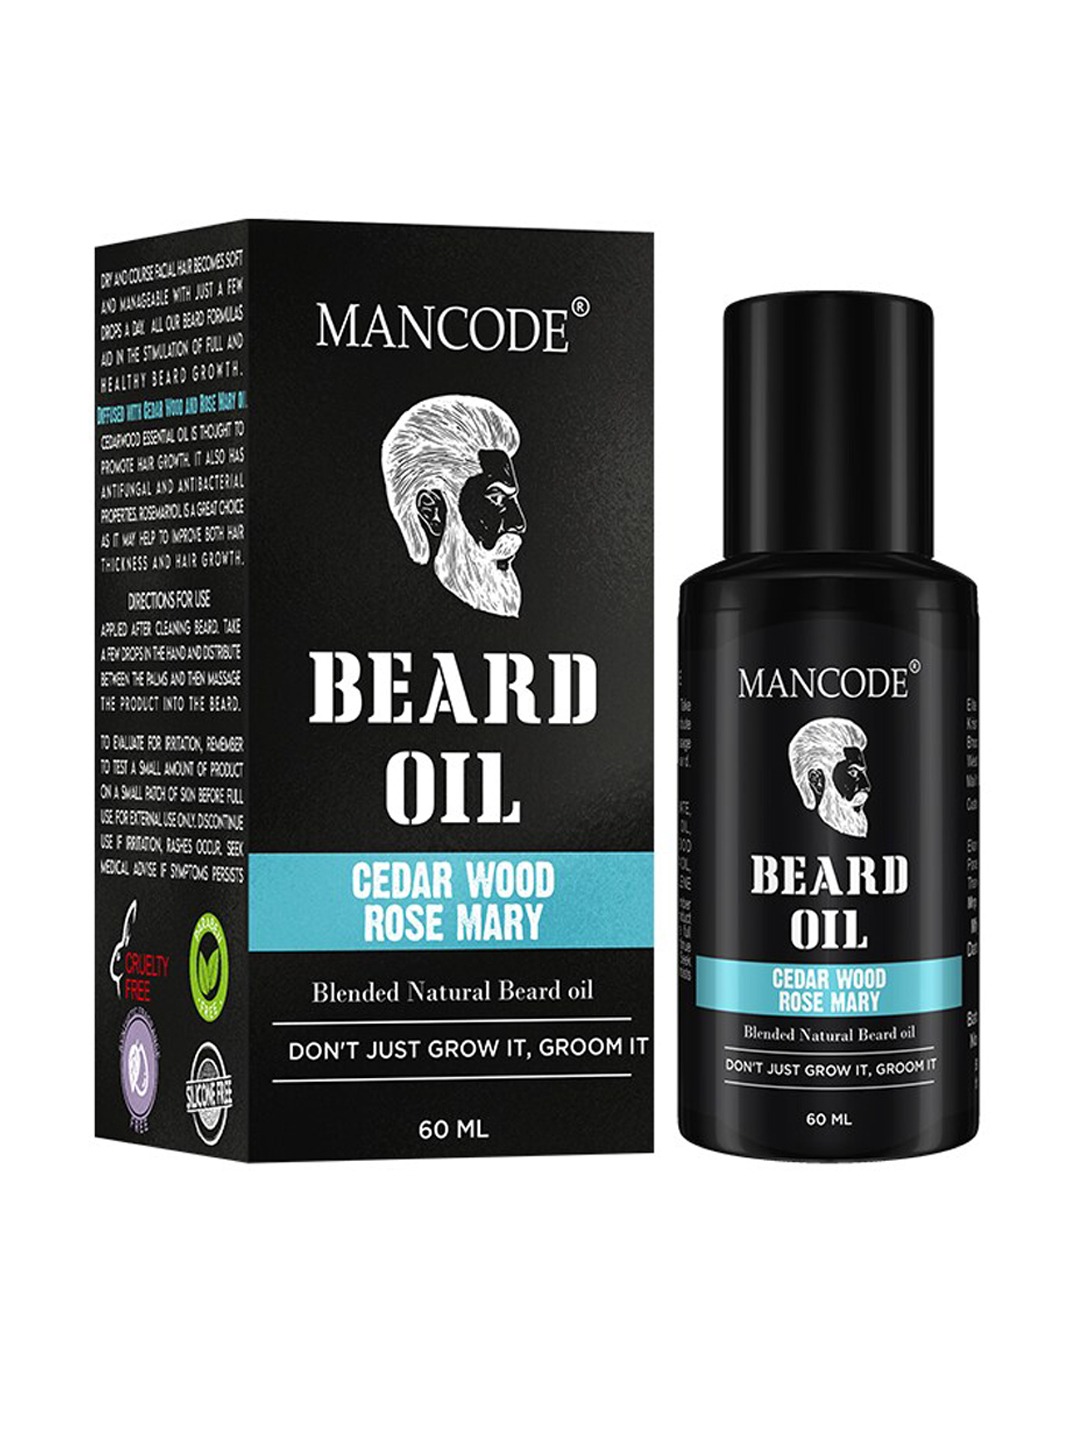 DRY AND COURSE FACIAL HAIR BECOMES SOFT
AND MANAGEABLE WITH JUST A FEW
DROPS A DAY. ALL OUR BEARD FORMULAS
AID IN THE STIMULATION OF FULL AND
HEALTHY BEARD GROWTH.
DIFFUSED WITH CEDAR WOOD AND ROSE MARY OIL
CEDARWOOD ESSENTIAL OIL IS THOUGHT TO
PROMOTE HAIR GROWTH. IT ALSO HAS
ANTIFUNGAL AND ANTIBACTERIAL
PROPERTIES. ROSEMARYOIL IS A GREAT CHOICE
AS IT MAY HELP TO IMPROVE BOTH HAIR
THICKNESS AND HAIR GROWTH.
DIRECTIONS FOR USE
APPLIED AFTER CLEANING BEARD. TAKE
A FEW DROPS IN THE HAND AND DISTRIBUTE
BETWEEN THE PALMS AND THEN MASSAGE
THE PRODUCT INTO THE BEARD.
TO EVALUATE FOR IRRITATION, REMEMBER
TO TEST A SMALL AMOUNT OF PRODUCT
ON A SMALL PATCH OF SKIN BEFORE FULL
USE. FOR EXTERNAL USE ONLY. DISCONTINUE
USE IF IRRITATION, RASHES OCCUR. SEEK
MEDICAL ADVISE IF SYMPTOMS PERSISTS
CRUELTY
FREE
PARABEN
FREE
FREE
SILICONE FREE
MANCODE®
BEARD
OIL
CEDAR WOOD
ROSE MARY
Blended Natural Beard oil
DON'T JUST GROW IT, GROOM IT
60 ML
MANCODE®
BEARD
OIL
CEDAR WOOD
ROSE MARY
Blended Natural Beard oil
DON'T JUST GROW IT, GROOM IT
60 ML